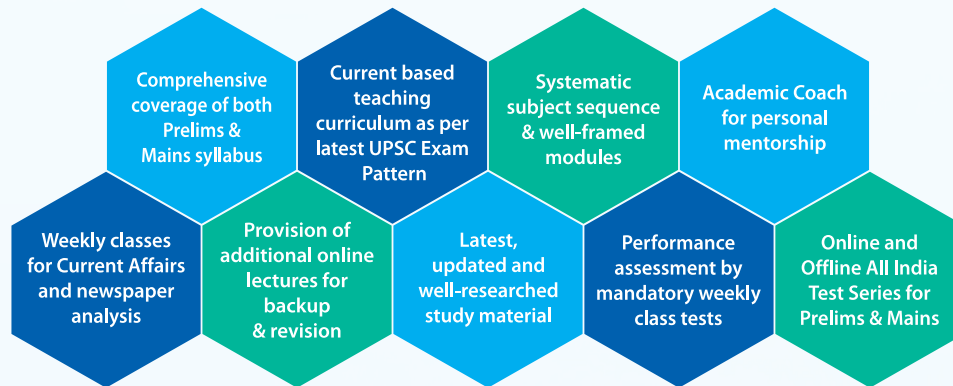 Comprehensive
coverage of both
Prelims &
Mains syllabus
Current based
teaching
curriculum as per
latest UPSC Exam
Pattern
Systematic
subject sequence
& well-framed
modules
Academic Coach
for personal
mentorship
Weekly classes
for Current Affairs
and newspaper
analysis
Provision of
additional online
lectures for
backup
& revision
Latest,
updated and
well-researched
study material
Performance
assessment by
mandatory weekly
class tests
Online and
Offline All India
Test Series for
Prelims & Mains